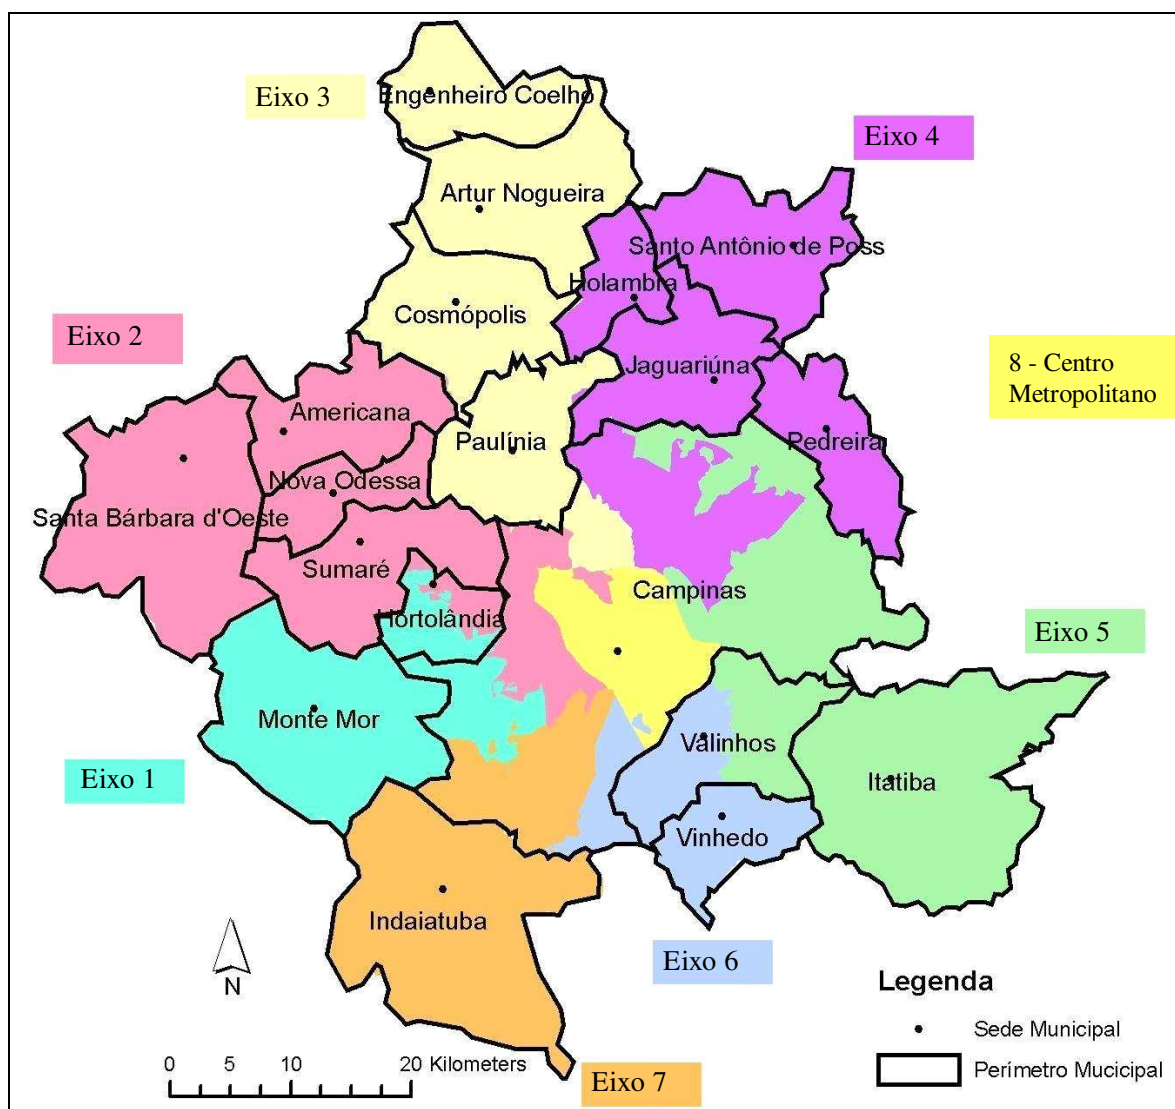 Eixo 3
Engenheiro Coelho
Eixo 4
Artur Nogueira
Santo Antônio de Poss
Holambra
Cosmópolis
Eixo 2
8 - Centro
Metropolitano
Jaguariúna
Americana
Paulínia
Pedreira
Nova Odessa
Santa Bárbara d'Oeste
Sumaré
Campinas
Hortolândia
Eixo 5
Monte Mor
Valinhos
Eixo 1
Itatiba
Vinhedo
Indaiatuba
Eixo 6
N
Legenda
Sede Municipal
Perímetro Mucicipal
0 5 10 20 Kilometers
Eixo 7